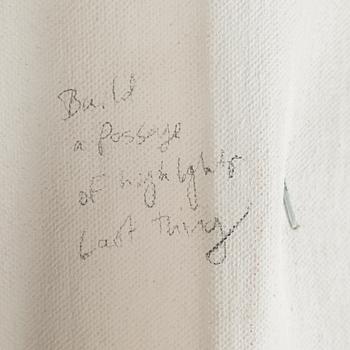 Build
a Passage
of highlights
Last thing